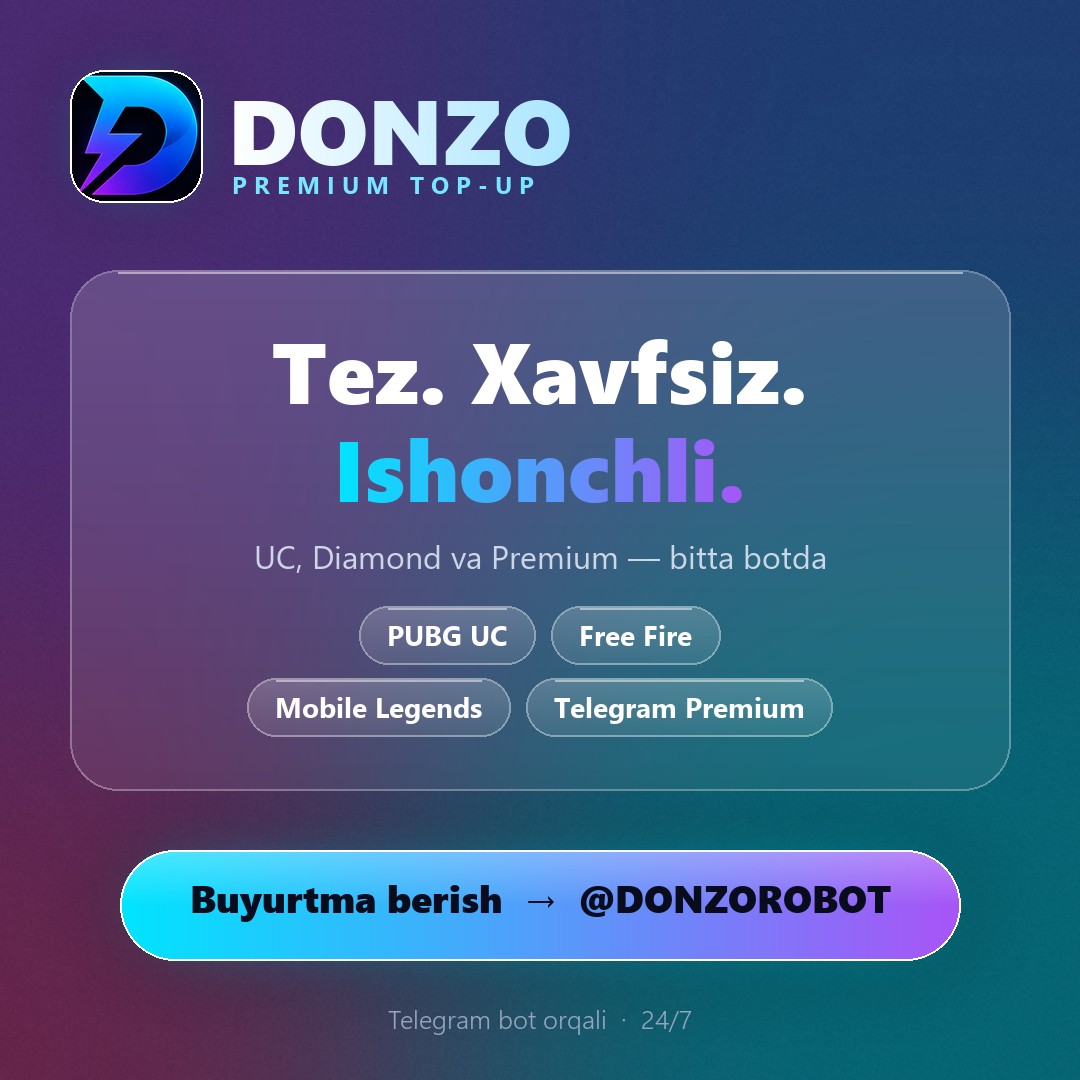 DONZO
PREMIUM TOP-UP
Tez. Xavfsiz.
Ishonchli.
UC, Diamond va Premium — bitta botda
PUBG UC Free Fire
Mobile Legends Telegram Premium
Buyurtma berish → @DONZOROBOT
Telegram bot orqali · 24/7